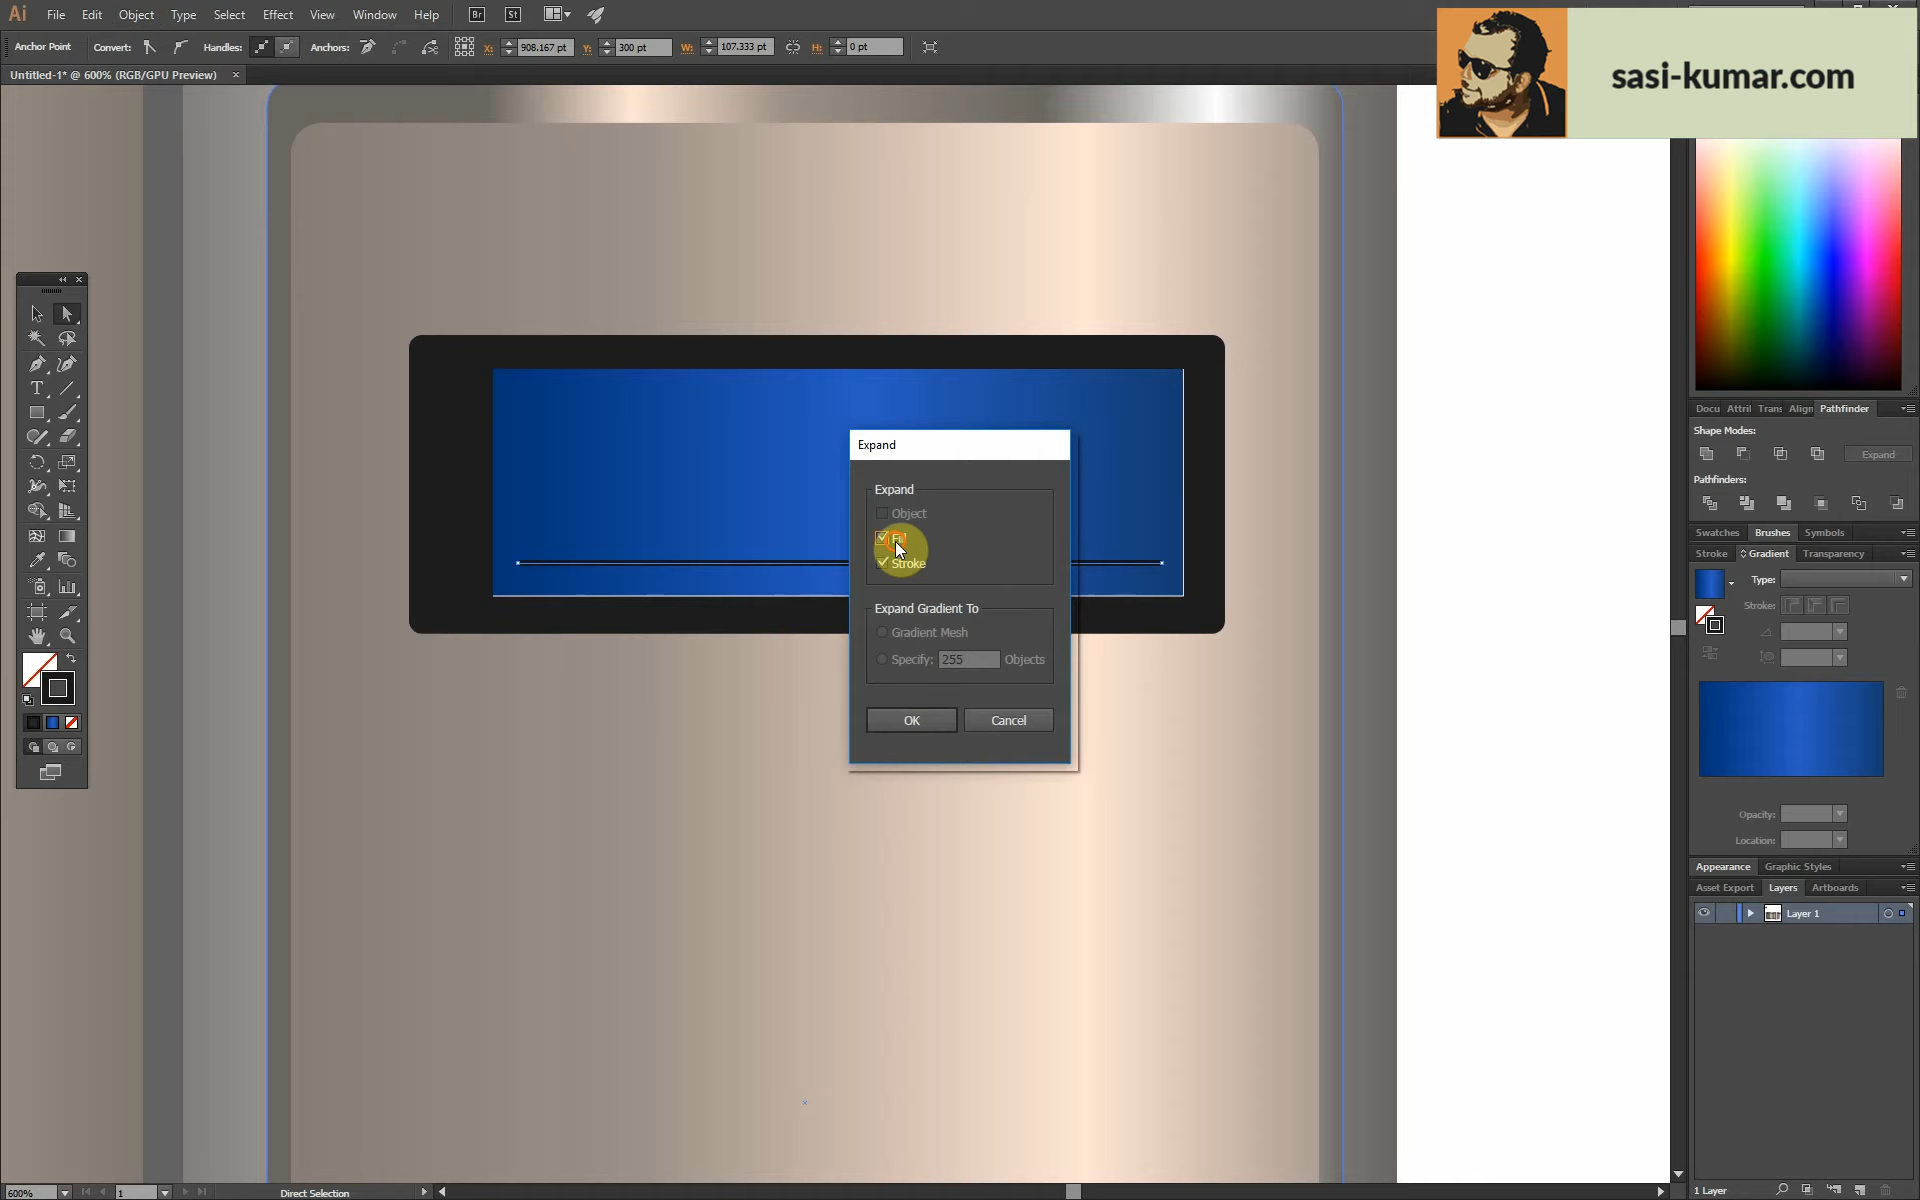 Ai File Edit Object Type Select Effect View Window Help Br St
sasi-kumar.com
Anchor Point Convert: Handles: Anchors: X: 908.167 pt Y: 300 pt W: 107.333 pt H: 0 pt
Untitled-1* @ 600% (RGB/GPU Preview) ×
Docu Attri Trans Align Pathfinder
Shape Modes:
Expand
Pathfinders:
Swatches Brushes Symbols
Stroke Gradient Transparency
Type:
Stroke:
Opacity:
Location:
Appearance Graphic Styles
Asset Export Layers Artboards
Layer 1
1 Layer
Expand
Expand
Object
Stroke
Expand Gradient To
Gradient Mesh
Specify: 255 Objects
OK Cancel
T
600% 1 Direct Selection